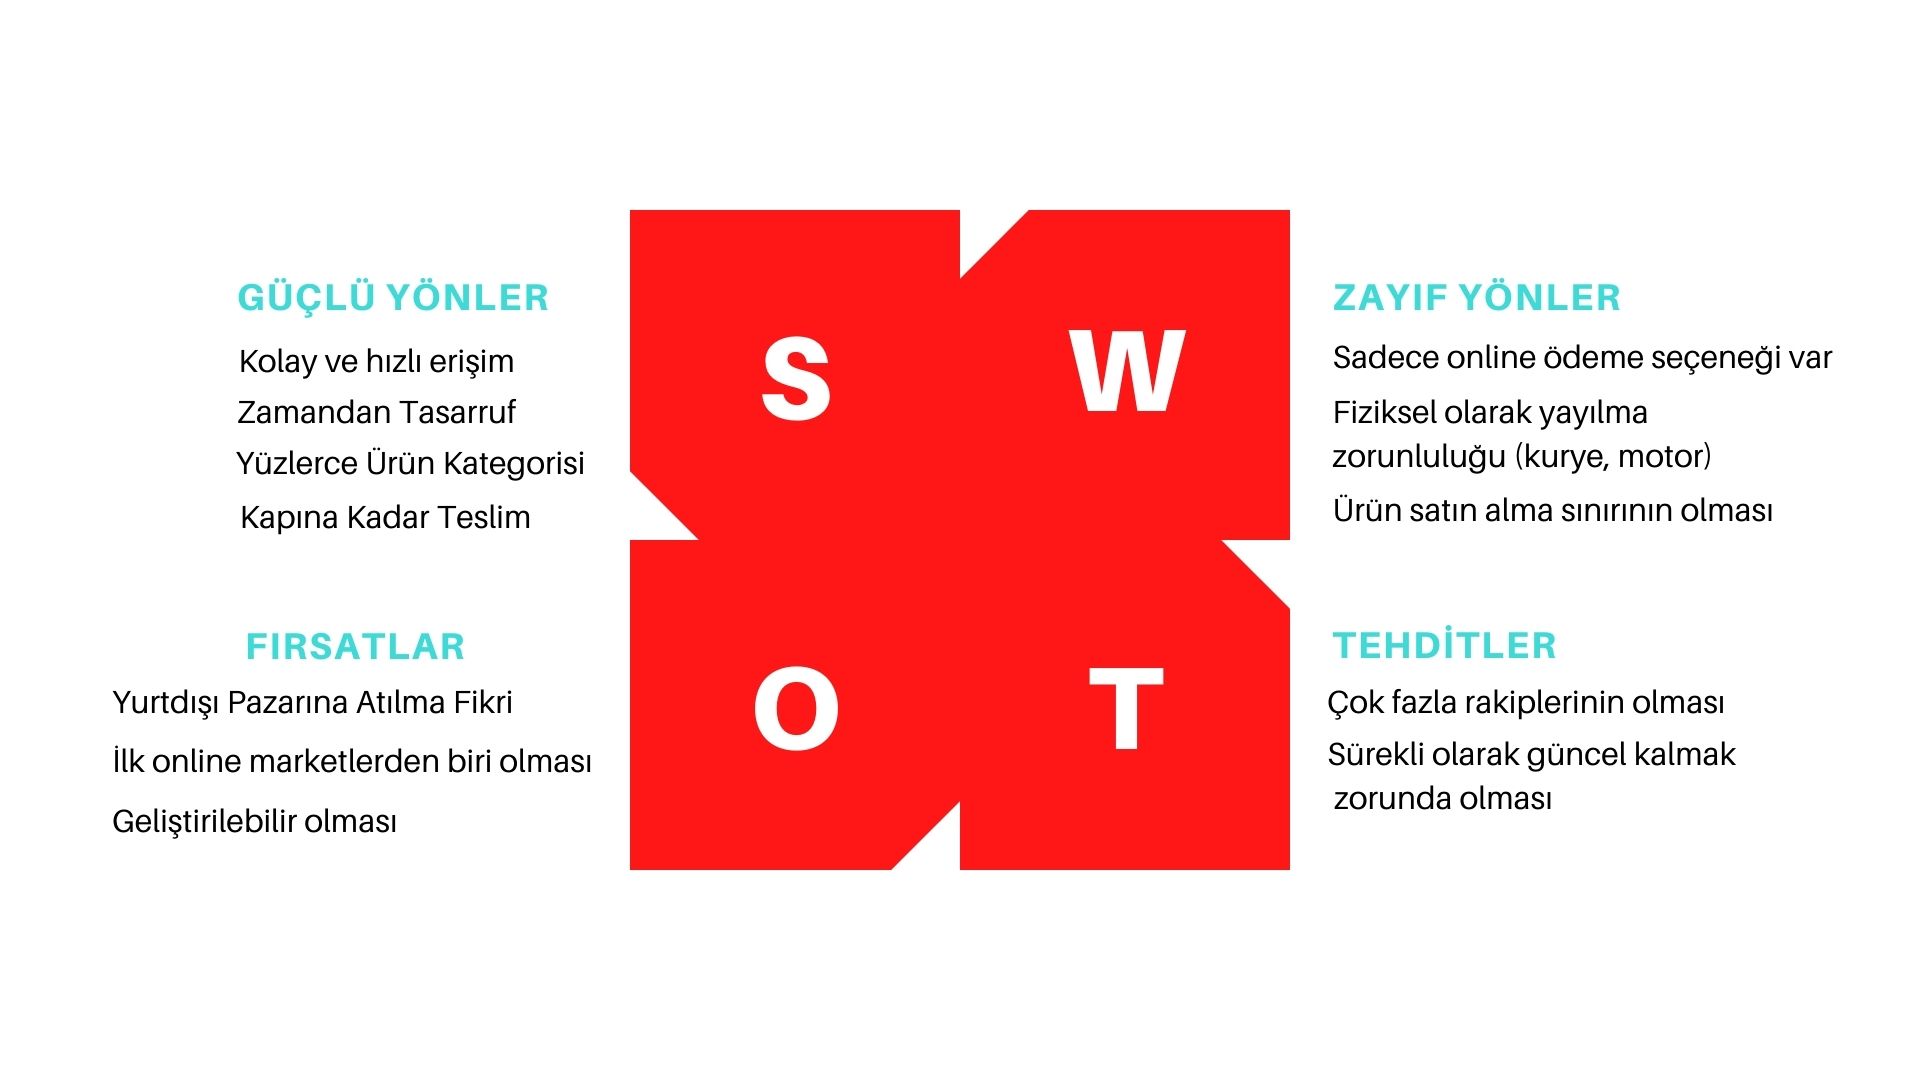 GÜÇLÜ YÖNLER
Kolay ve hızlı erişim
Zamandan Tasarruf
Yüzlerce Ürün Kategorisi
Kapına Kadar Teslim
S
W
ZAYIF YÖNLER
Sadece online ödeme seçeneği var
Fiziksel olarak yayılma
zorunluluğu (kurye, motor)
Ürün satın alma sınırının olması
FIRSATLAR
Yurtdışı Pazarına Atılma Fikri
İlk online marketlerden biri olması
Geliştirilebilir olması
O
T
TEHDİTLER
Çok fazla rakiplerinin olması
Sürekli olarak güncel kalmak
zorunda olması